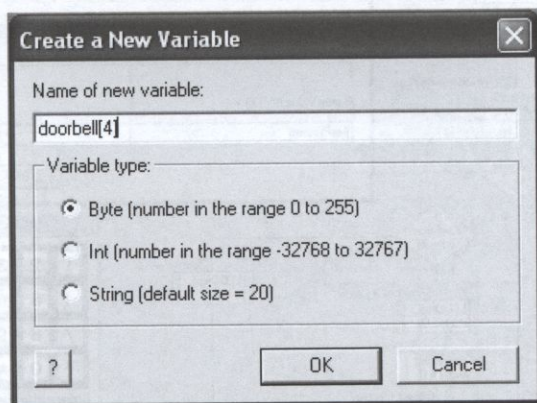 Create a New Variable
Name of new variable:
doorbell[4]
Variable type:
Byte (number in the range 0 to 255)
Int (number in the range -32768 to 32767)
String (default size = 20)
? OK Cancel